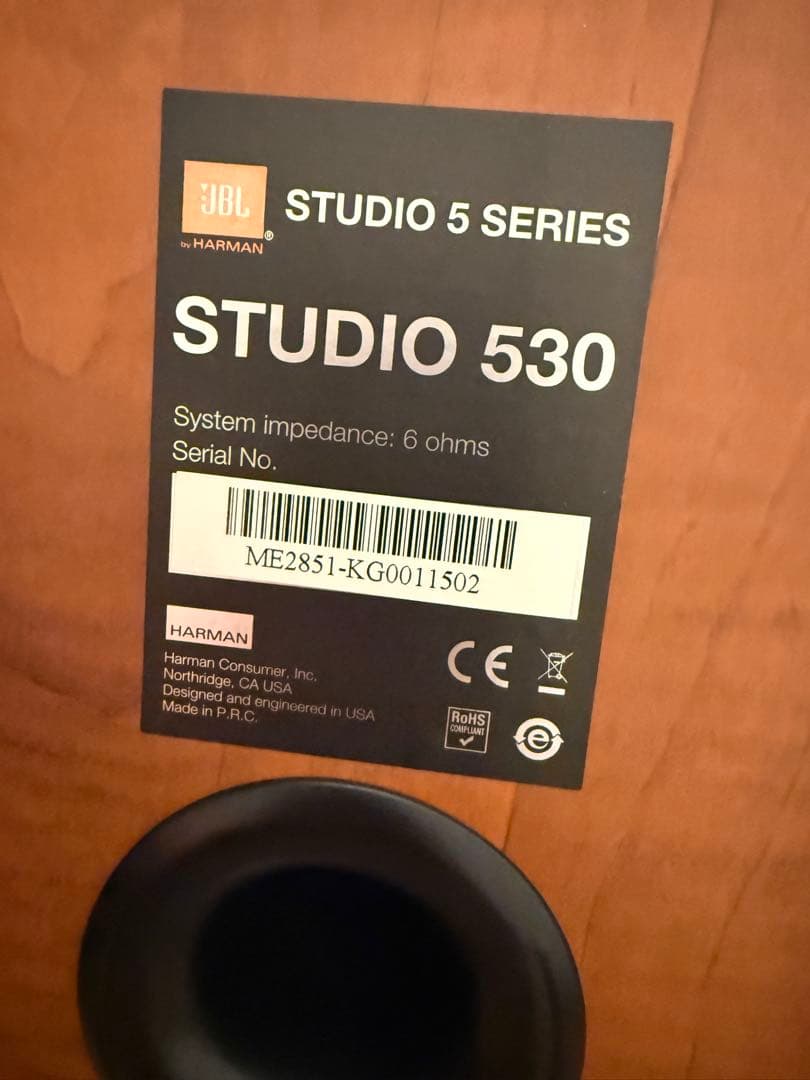 JBL
by HARMAN®
STUDIO 5 SERIES
STUDIO 530
System impedance: 6 ohms
Serial No.
ME2851-KG0011502
HARMAN
Harman Consumer, Inc.
Northridge, CA USA
Designed and engineered in USA
Made in P.R.C.
CE
RoHS
COMPLIANT
e